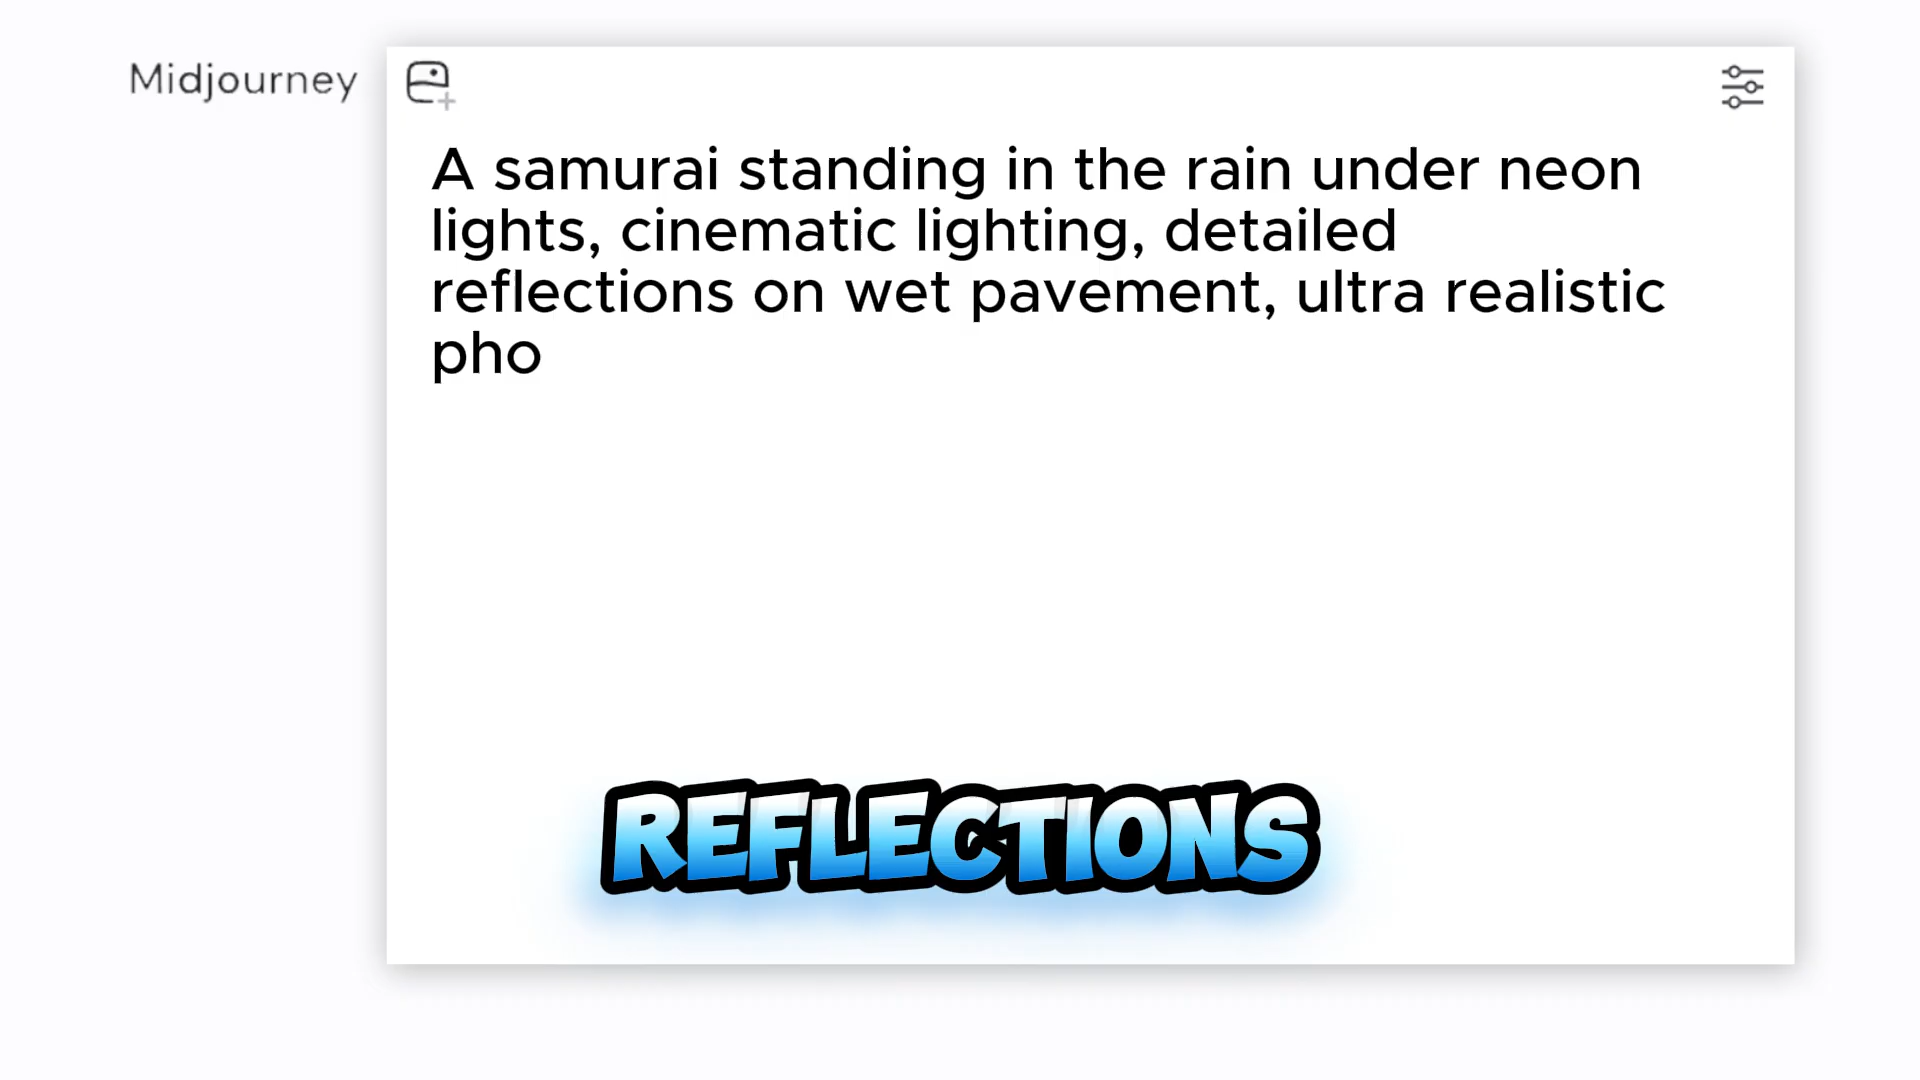 Midjourney
A samurai standing in the rain under neon
lights, cinematic lighting, detailed
reflections on wet pavement, ultra realistic
pho
REFLECTIONS